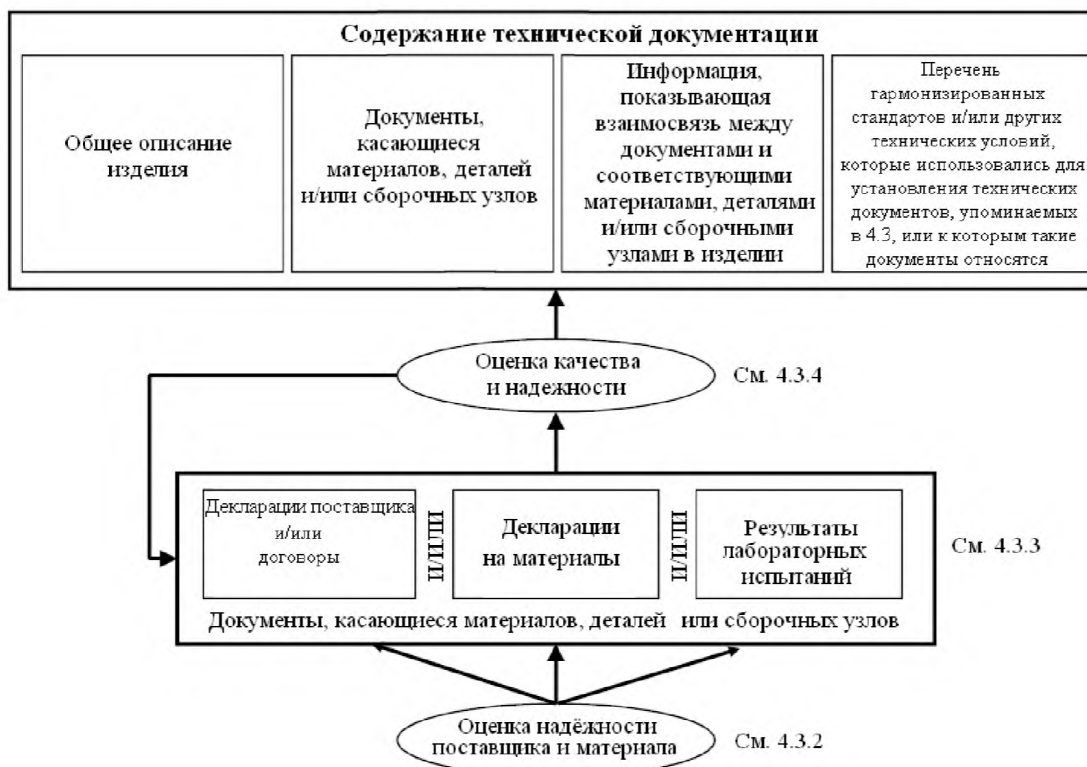 Содержание технической документации
Общее описание
изделия
Документы,
касающиеся
материалов, деталей
и/или сборочных узлов
Информация,
показывающая
взаимосвязь между
документами и
соответствующими
материалами, деталями
и/или сборочными
узлами в изделии
Перечень
гармонизированных
стандартов и/или других
технических условий,
которые использовались для
установления технических
документов, упоминаемых
в 4.3, или к которым такие
документы относятся
Оценка качества
и надежности
См. 4.3.4
Декларации поставщика
и/или
договоры
И/ИЛИ
Декларации
на материалы
И/ИЛИ
Результаты
лабораторных
испытаний
См. 4.3.3
Документы, касающиеся материалов, деталей или сборочных узлов
Оценка надёжности
поставщика и материала
См. 4.3.2